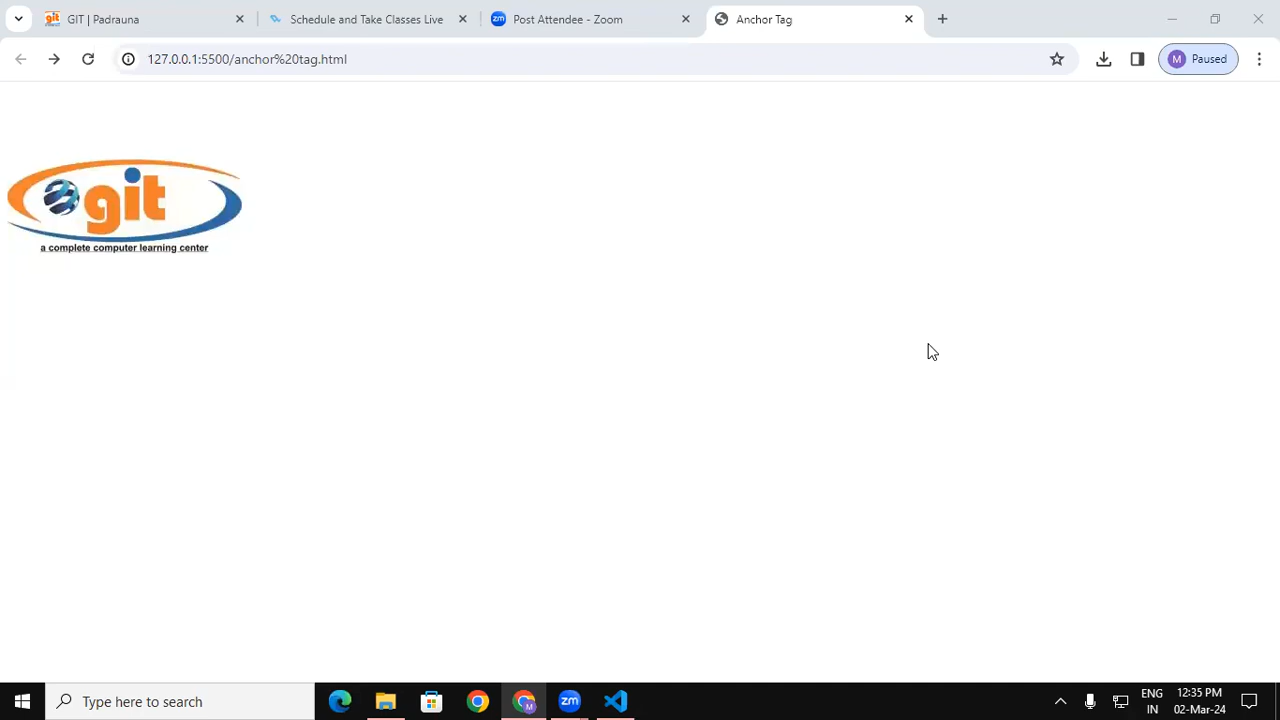 GIT | Padrauna
Schedule and Take Classes Live
zm
Post Attendee - Zoom
Anchor Tag
127.0.0.1:5500/anchor%20tag.html
M
Paused
git
a complete computer learning center
Type here to search
M
zm
ENG
IN
12:35 PM
02-Mar-24